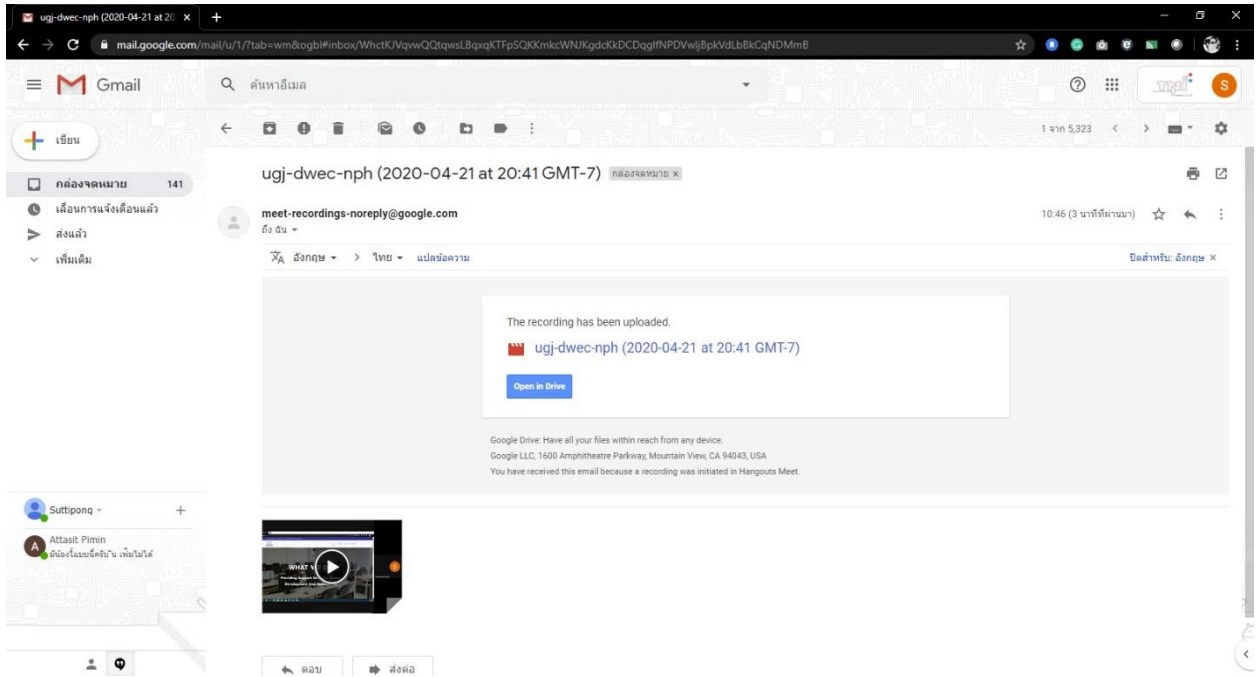 ugj-dwec-nph (2020-04-21 at 20
mail.google.com/mail/u/1/?tab=wm&ogbl#inbox/WhctKJVqvwQQtqwsLBqxqKTFpSQKKmkcWNJKgdcKkDCDqglfNPDVwljBpkVdLbBkCqNDMmB
Gmail
ค้นหาอีเมล
S
เขียน
1 จาก 5,323
กล่องจดหมาย 141
เลื่อนการแจ้งเตือนแล้ว
ส่งแล้ว
เพิ่มเติม
ugj-dwec-nph (2020-04-21 at 20:41 GMT-7) กล่องจดหมาย x
meet-recordings-noreply@google.com
10:46 (3 นาทีที่ผ่านมา)
ถึง ฉัน
อังกฤษ > ไทย แปลข้อความ
ปิดสำหรับ: อังกฤษ x
The recording has been uploaded.
ugj-dwec-nph (2020-04-21 at 20:41 GMT-7)
Open in Drive
Google Drive: Have all your files within reach from any device.
Google LLC, 1600 Amphitheatre Parkway, Mountain View, CA 94043, USA
You have received this email because a recording was initiated in Hangouts Meet.
Suttipong
A
Attasit Pimin
WHAT
ตอบ
ส่งต่อ